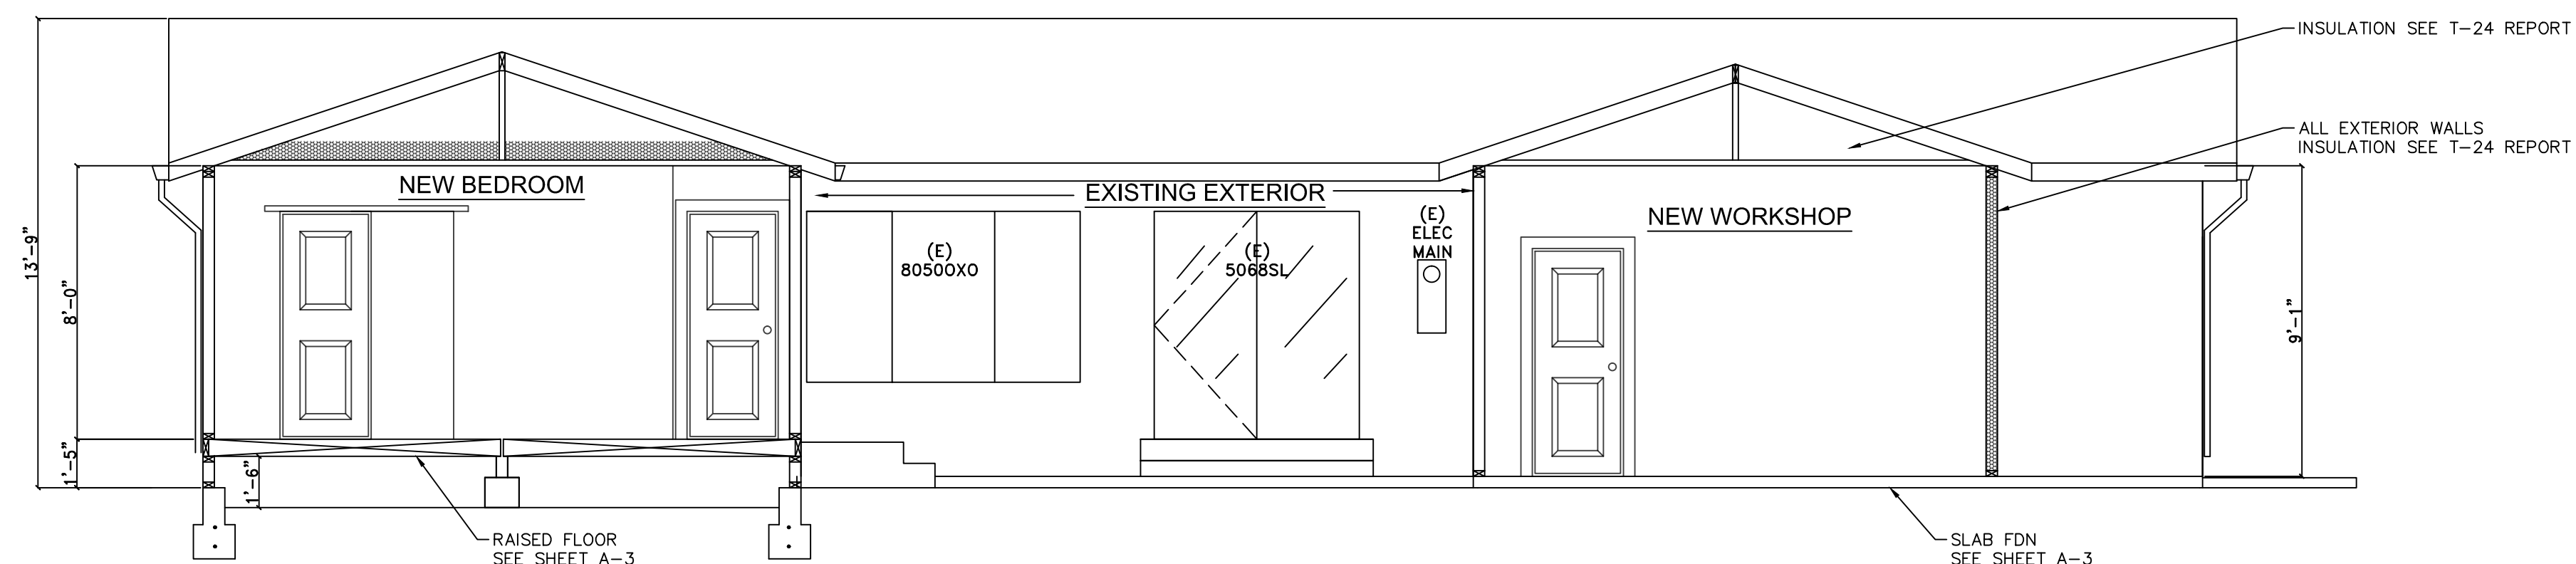 INSULATION SEE T-24 REPORT
ALL EXTERIOR WALLS
INSULATION SEE T-24 REPORT
NEW BEDROOM
EXISTING EXTERIOR
NEW WORKSHOP
(E)
ELEC
MAIN
(E)
8050OXO
(E)
5068SL
13'-9"
8'-0"
1'-5"
1'-6"
9'-1"
RAISED FLOOR
SEE SHEET A-3
SLAB FDN
SEE SHEET A-3